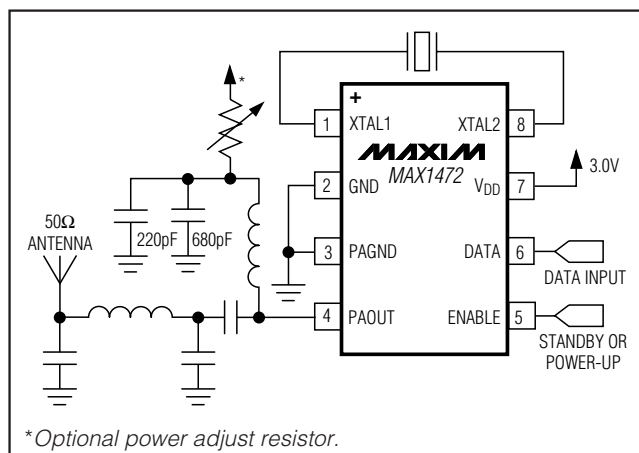 *
+
1 XTAL1
XTAL2 8
MAXIM
MAX1472
2 GND
VDD 7
3.0V
50Ω
ANTENNA
220pF
680pF
3 PAGND
DATA 6
DATA INPUT
4 PAOUT
ENABLE 5
STANDBY OR
POWER-UP
*Optional power adjust resistor.